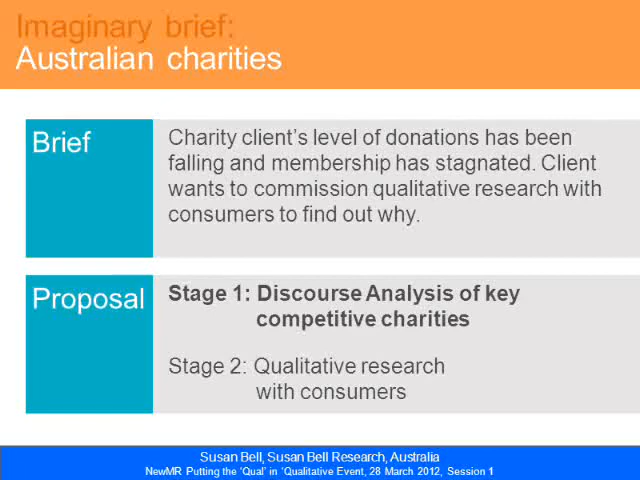 Imaginary brief:
Australian charities
Brief
Charity client's level of donations has been
falling and membership has stagnated. Client
wants to commission qualitative research with
consumers to find out why.
Proposal
Stage 1: Discourse Analysis of key
competitive charities
Stage 2: Qualitative research
with consumers
Susan Bell, Susan Bell Research, Australia
NewMR Putting the 'Qual' in 'Qualitative Event, 28 March 2012, Session 1